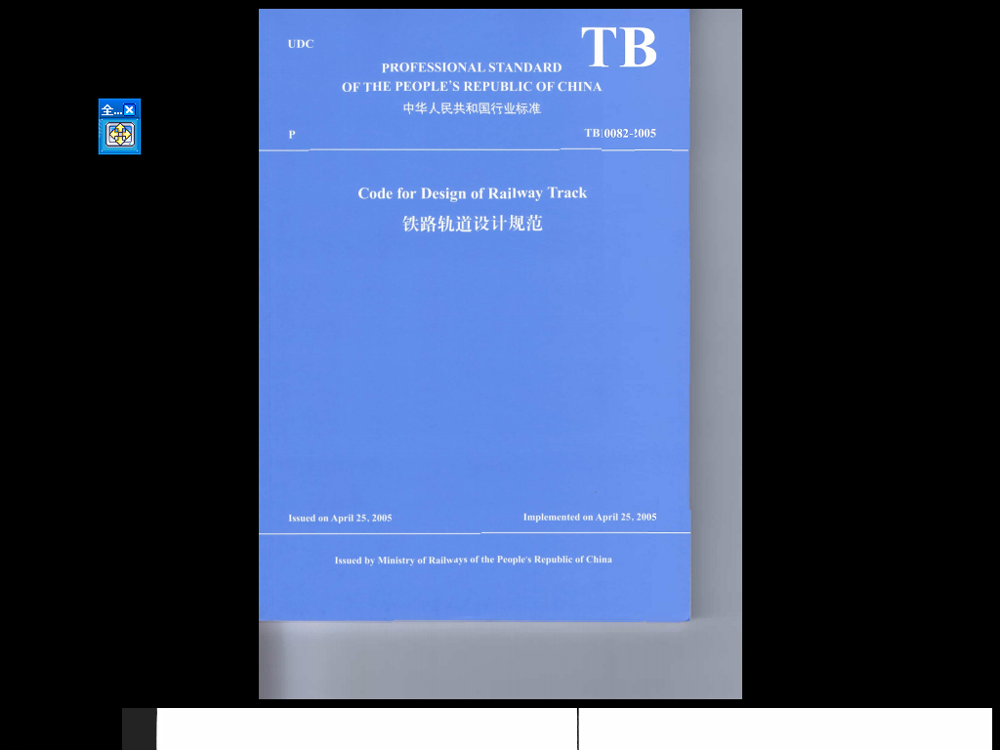 全...
UDC
TB
PROFESSIONAL STANDARD
OF THE PEOPLE'S REPUBLIC OF CHINA
中华人民共和国行业标准
P
TB10082-2005
Code for Design of Railway Track
铁路轨道设计规范
Issued on April 25, 2005
Implemented on April 25, 2005
Issued by Ministry of Railways of the People's Republic of China